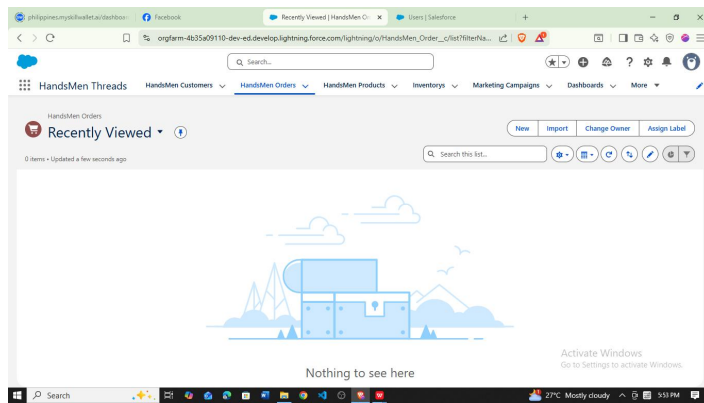 philippines.myskillwallet.ai/dashboar
Facebook
Recently Viewed | HandsMen Or
Users | Salesforce
orgfarm-4b35a09110-dev-ed.develop.lightning.force.com/lightning/o/HandsMen_Order__c/list?filterNa...
Search...
HandsMen Threads
HandsMen Customers
HandsMen Orders
HandsMen Products
Inventorys
Marketing Campaigns
Dashboards
More
HandsMen Orders
Recently Viewed
New
Import
Change Owner
Assign Label
0 items • Updated a few seconds ago
Search this list...
Nothing to see here
Activate Windows
Go to Settings to activate Windows.
Search
27°C Mostly cloudy
5:53 PM